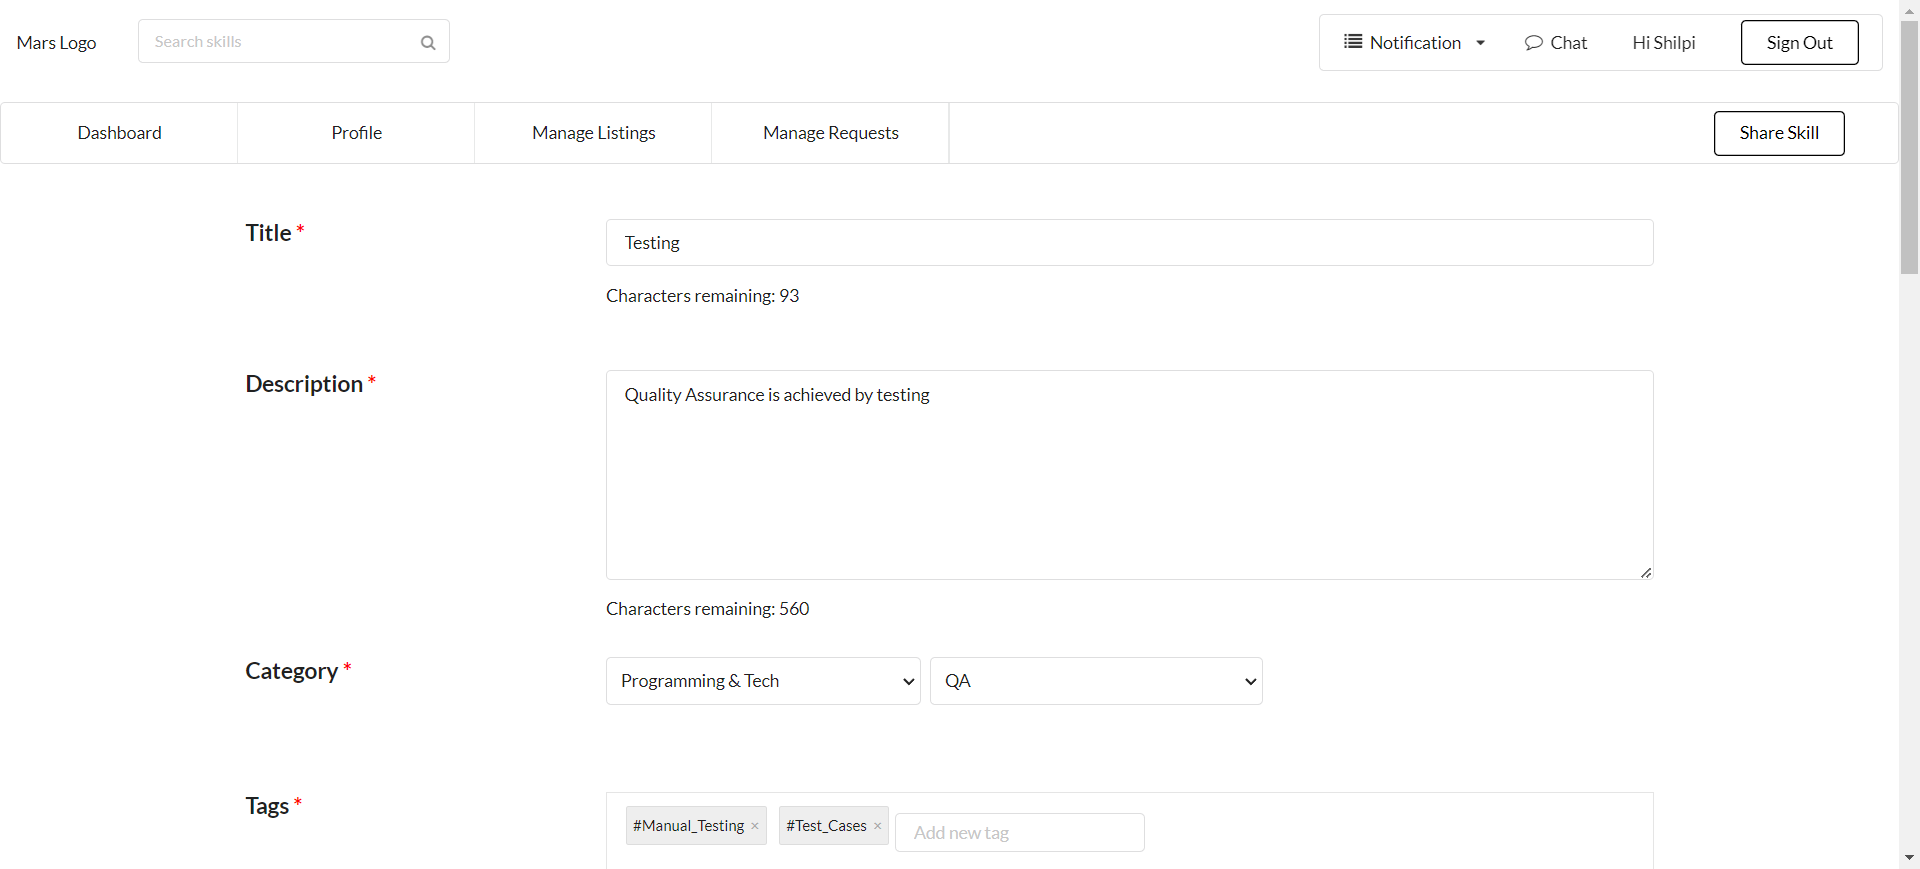 Mars Logo
Search skills
Notification
Chat
Hi Shilpi
Sign Out
Dashboard
Profile
Manage Listings
Manage Requests
Share Skill
Title *
Testing
Characters remaining: 93
Description *
Quality Assurance is achieved by testing
Characters remaining: 560
Category *
Programming & Tech
QA
Tags *
#Manual_Testing ×
#Test_Cases ×
Add new tag